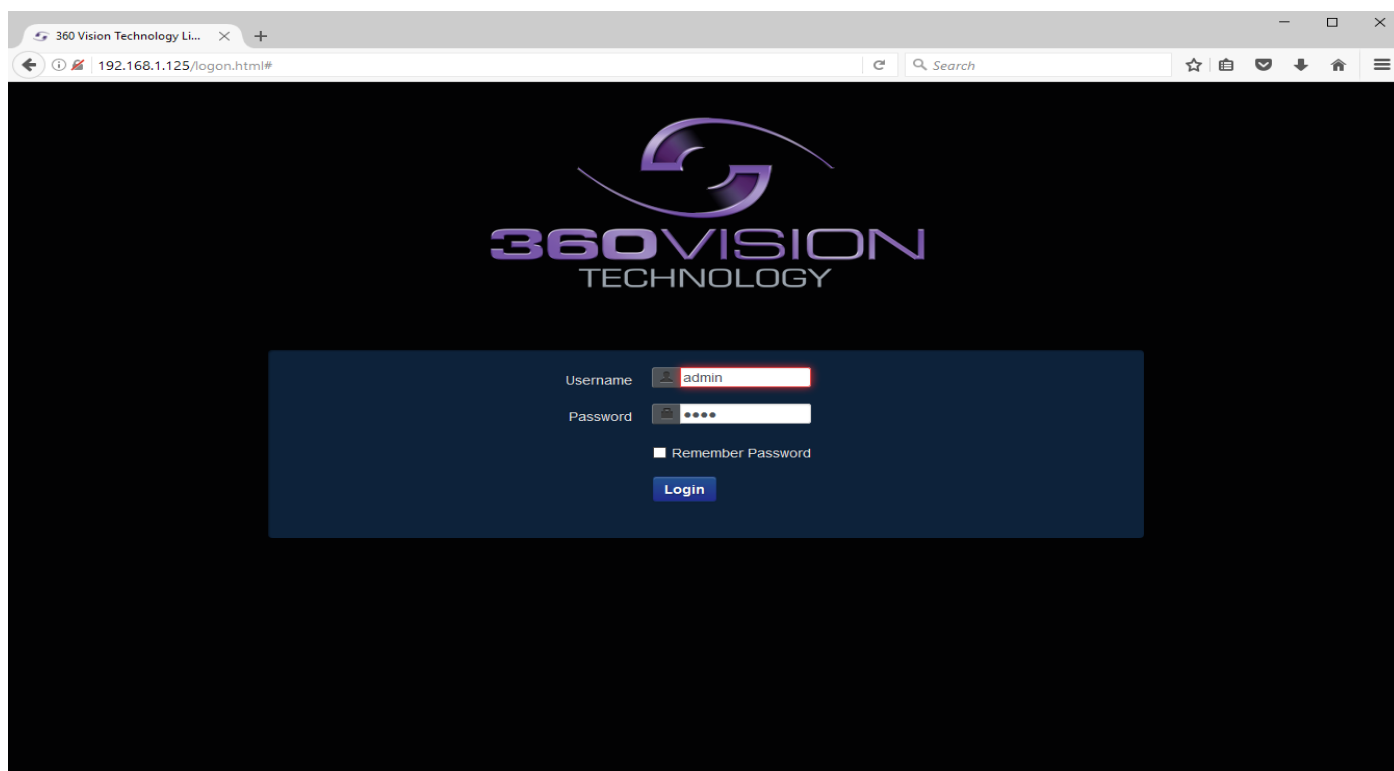 360 Vision Technology Li...
192.168.1.125/logon.html#
Search
360VISION
TECHNOLOGY
Username admin
Password ••••
Remember Password
Login